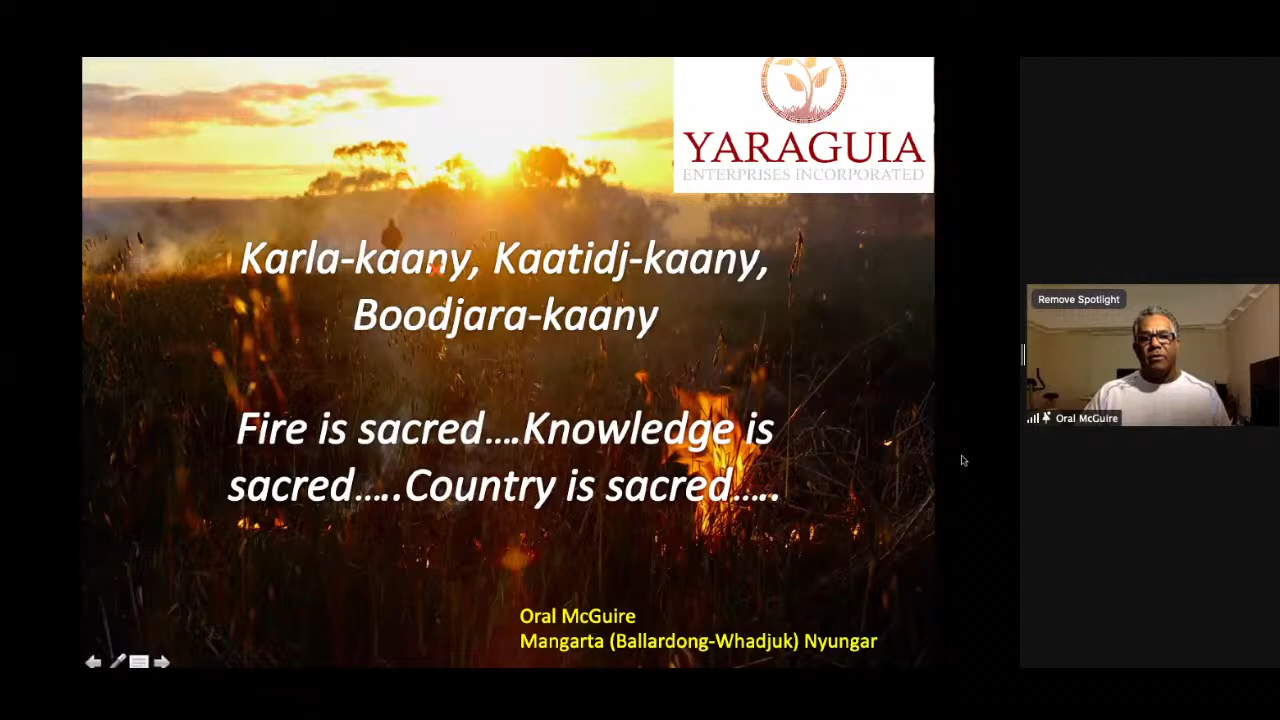 YARAGUIA
ENTERPRISES INCORPORATED
Karla-kaany, Kaatidj-kaany,
Boodjara-kaany
Fire is sacred....Knowledge is
sacred.....Country is sacred.....
Oral McGuire
Mangarta (Ballardong-Whadjuk) Nyungar
Remove Spotlight
Oral McGuire